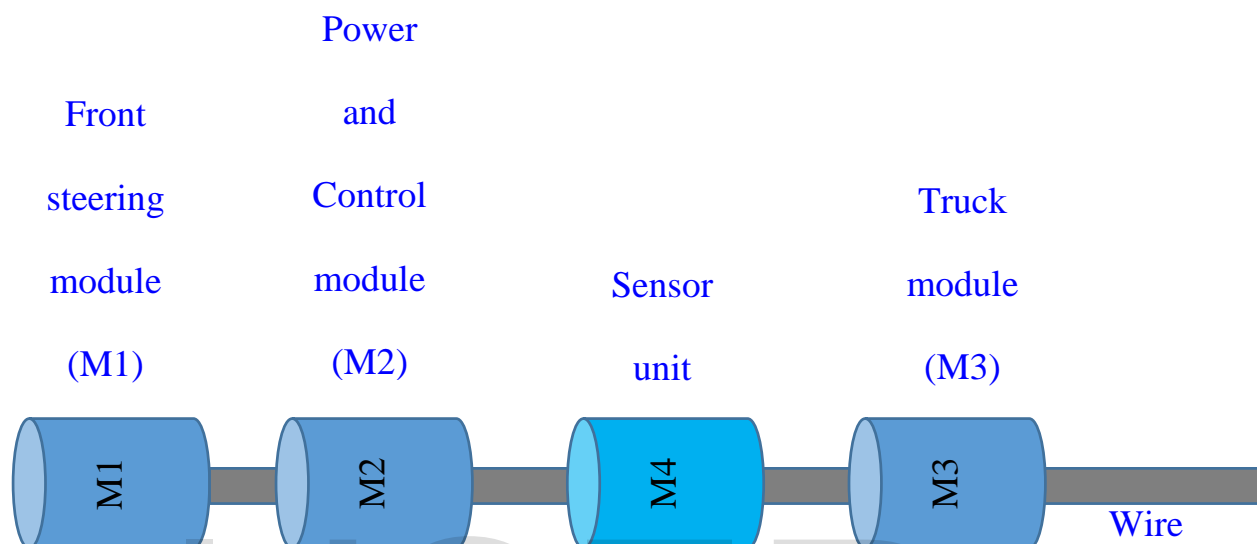 Front
steering
module
(M1)
Power
and
Control
module
(M2)
Sensor
unit
Truck
module
(M3)
M1
M2
M4
M3
Wire